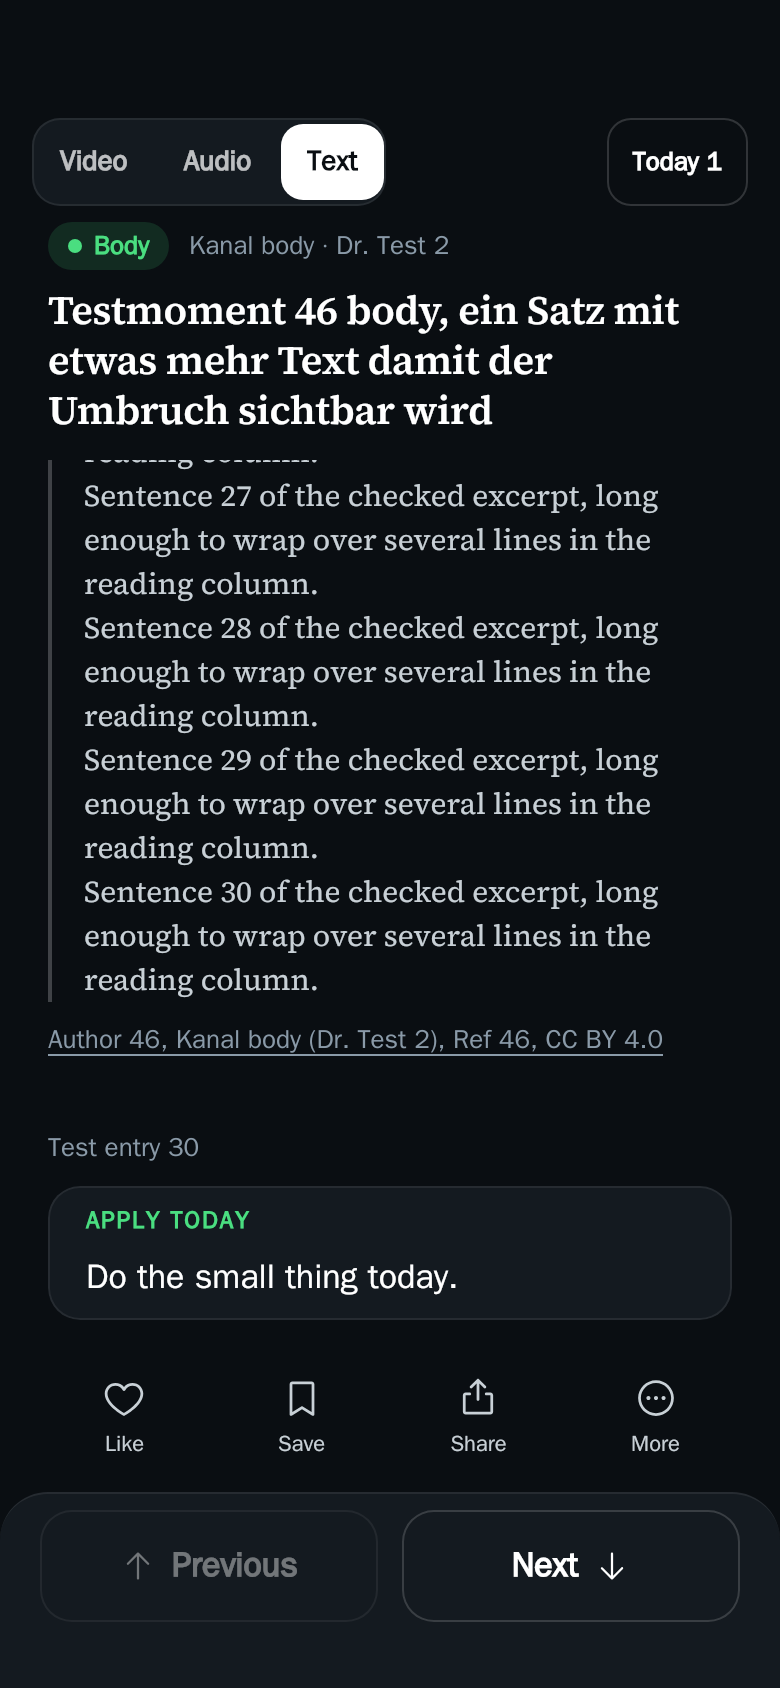 Video Audio Text Today 1
Body Kanal body · Dr. Test 2
Testmoment 46 body, ein Satz mit
etwas mehr Text damit der
Umbruch sichtbar wird
reading column.
Sentence 27 of the checked excerpt, long
enough to wrap over several lines in the
reading column.
Sentence 28 of the checked excerpt, long
enough to wrap over several lines in the
reading column.
Sentence 29 of the checked excerpt, long
enough to wrap over several lines in the
reading column.
Sentence 30 of the checked excerpt, long
enough to wrap over several lines in the
reading column.
Author 46, Kanal body (Dr. Test 2), Ref 46, CC BY 4.0
Test entry 30
APPLY TODAY
Do the small thing today.
Like Save Share More
Previous Next